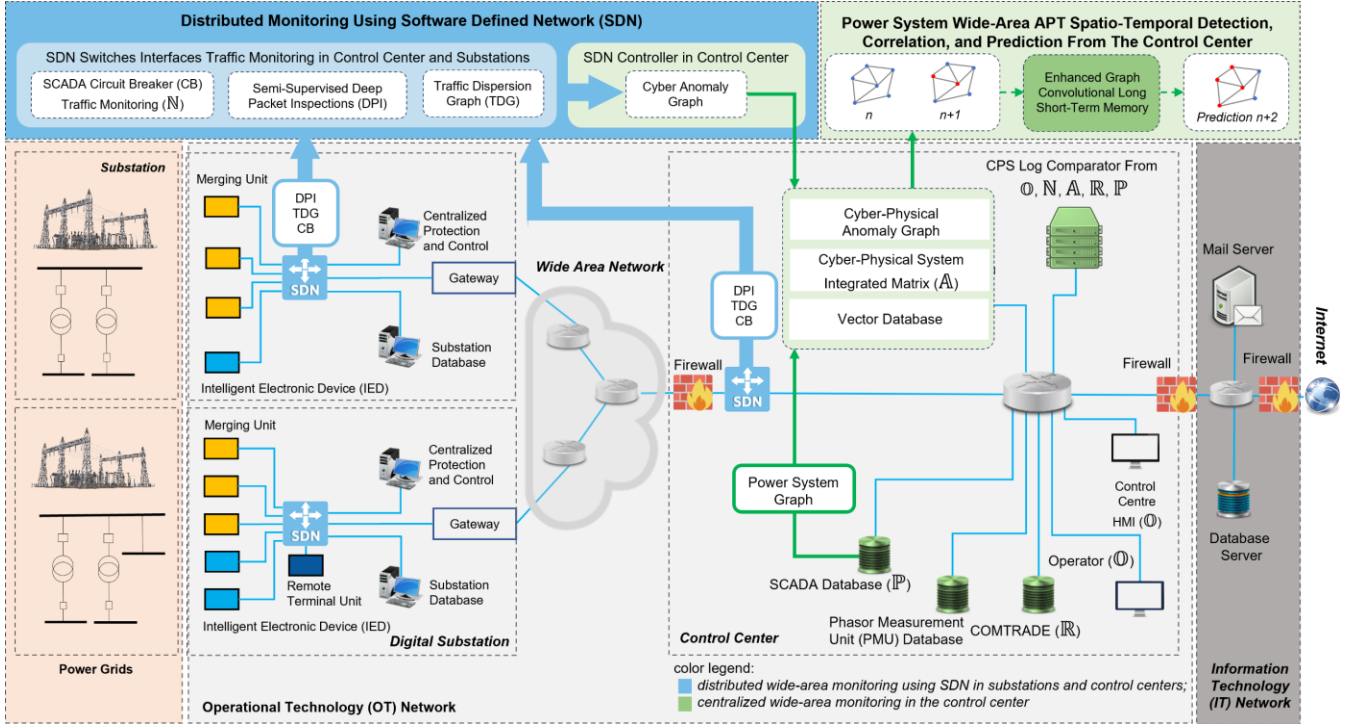 Distributed Monitoring Using Software Defined Network (SDN)
SDN Switches Interfaces Traffic Monitoring in Control Center and Substations
SCADA Circuit Breaker (CB)
Traffic Monitoring (ℕ)
Semi-Supervised Deep
Packet Inspections (DPI)
Traffic Dispersion
Graph (TDG)
SDN Controller in Control Center
Cyber Anomaly
Graph
Power System Wide-Area APT Spatio-Temporal Detection,
Correlation, and Prediction From The Control Center
n
n+1
Enhanced Graph
Convolutional Long
Short-Term Memory
Prediction n+2
Substation
Power Grids
Merging Unit
DPI
TDG
CB
SDN
Centralized
Protection
and Control
Gateway
Substation
Database
Intelligent Electronic Device (IED)
Merging Unit
SDN
Centralized
Protection
and Control
Gateway
Remote
Terminal Unit
Substation
Database
Intelligent Electronic Device (IED)
Digital Substation
Wide Area Network
Firewall
DPI
TDG
CB
SDN
Cyber-Physical
Anomaly Graph
Cyber-Physical System
Integrated Matrix (𝔸)
Vector Database
CPS Log Comparator From
𝕆, ℕ, 𝔸, ℝ, ℙ
Power System
Graph
SCADA Database (ℙ)
Phasor Measurement
Unit (PMU) Database
COMTRADE (ℝ)
Operator (𝕆)
Control
Centre
HMI (𝕆)
Control Center
Firewall
Mail Server
Firewall
Internet
Database
Server
Information
Technology
(IT) Network
color legend:
distributed wide-area monitoring using SDN in substations and control centers;
centralized wide-area monitoring in the control center
Operational Technology (OT) Network